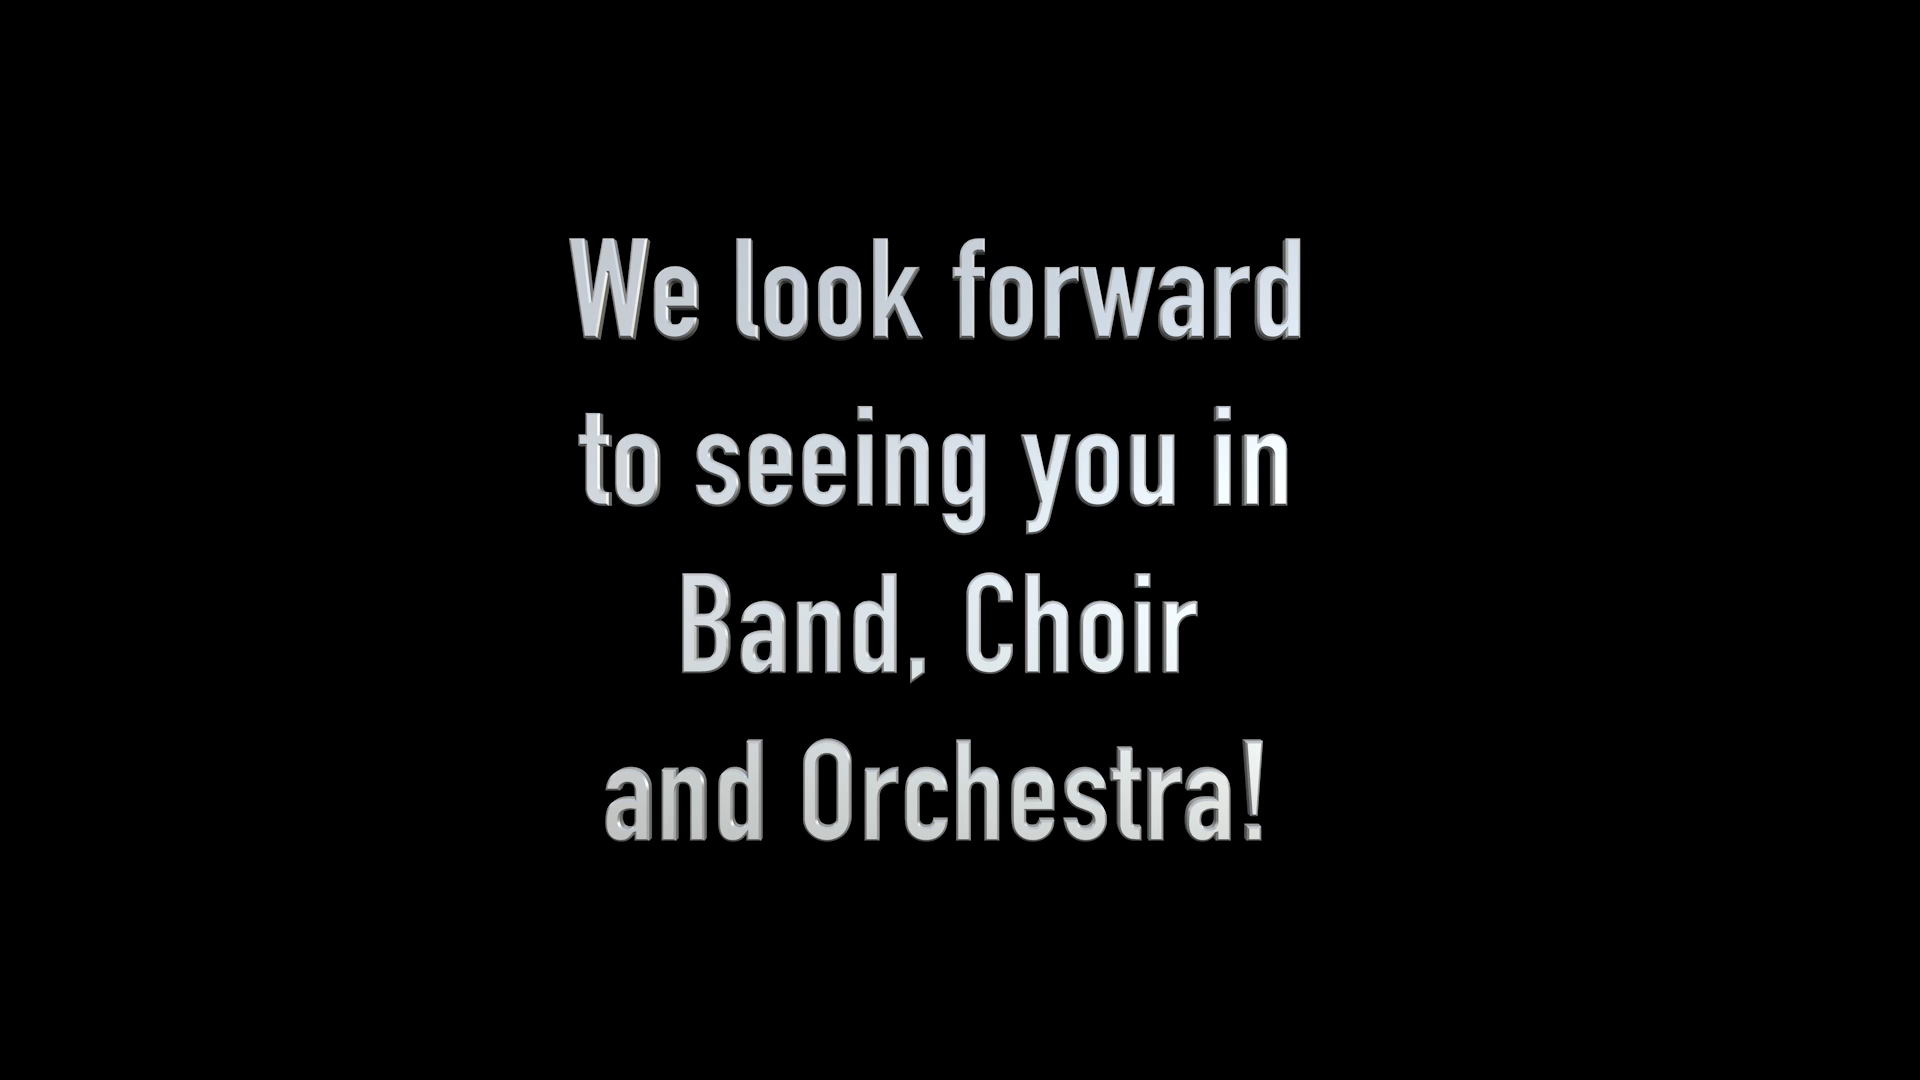 We look forward
to seeing you in
Band, Choir
and Orchestra!